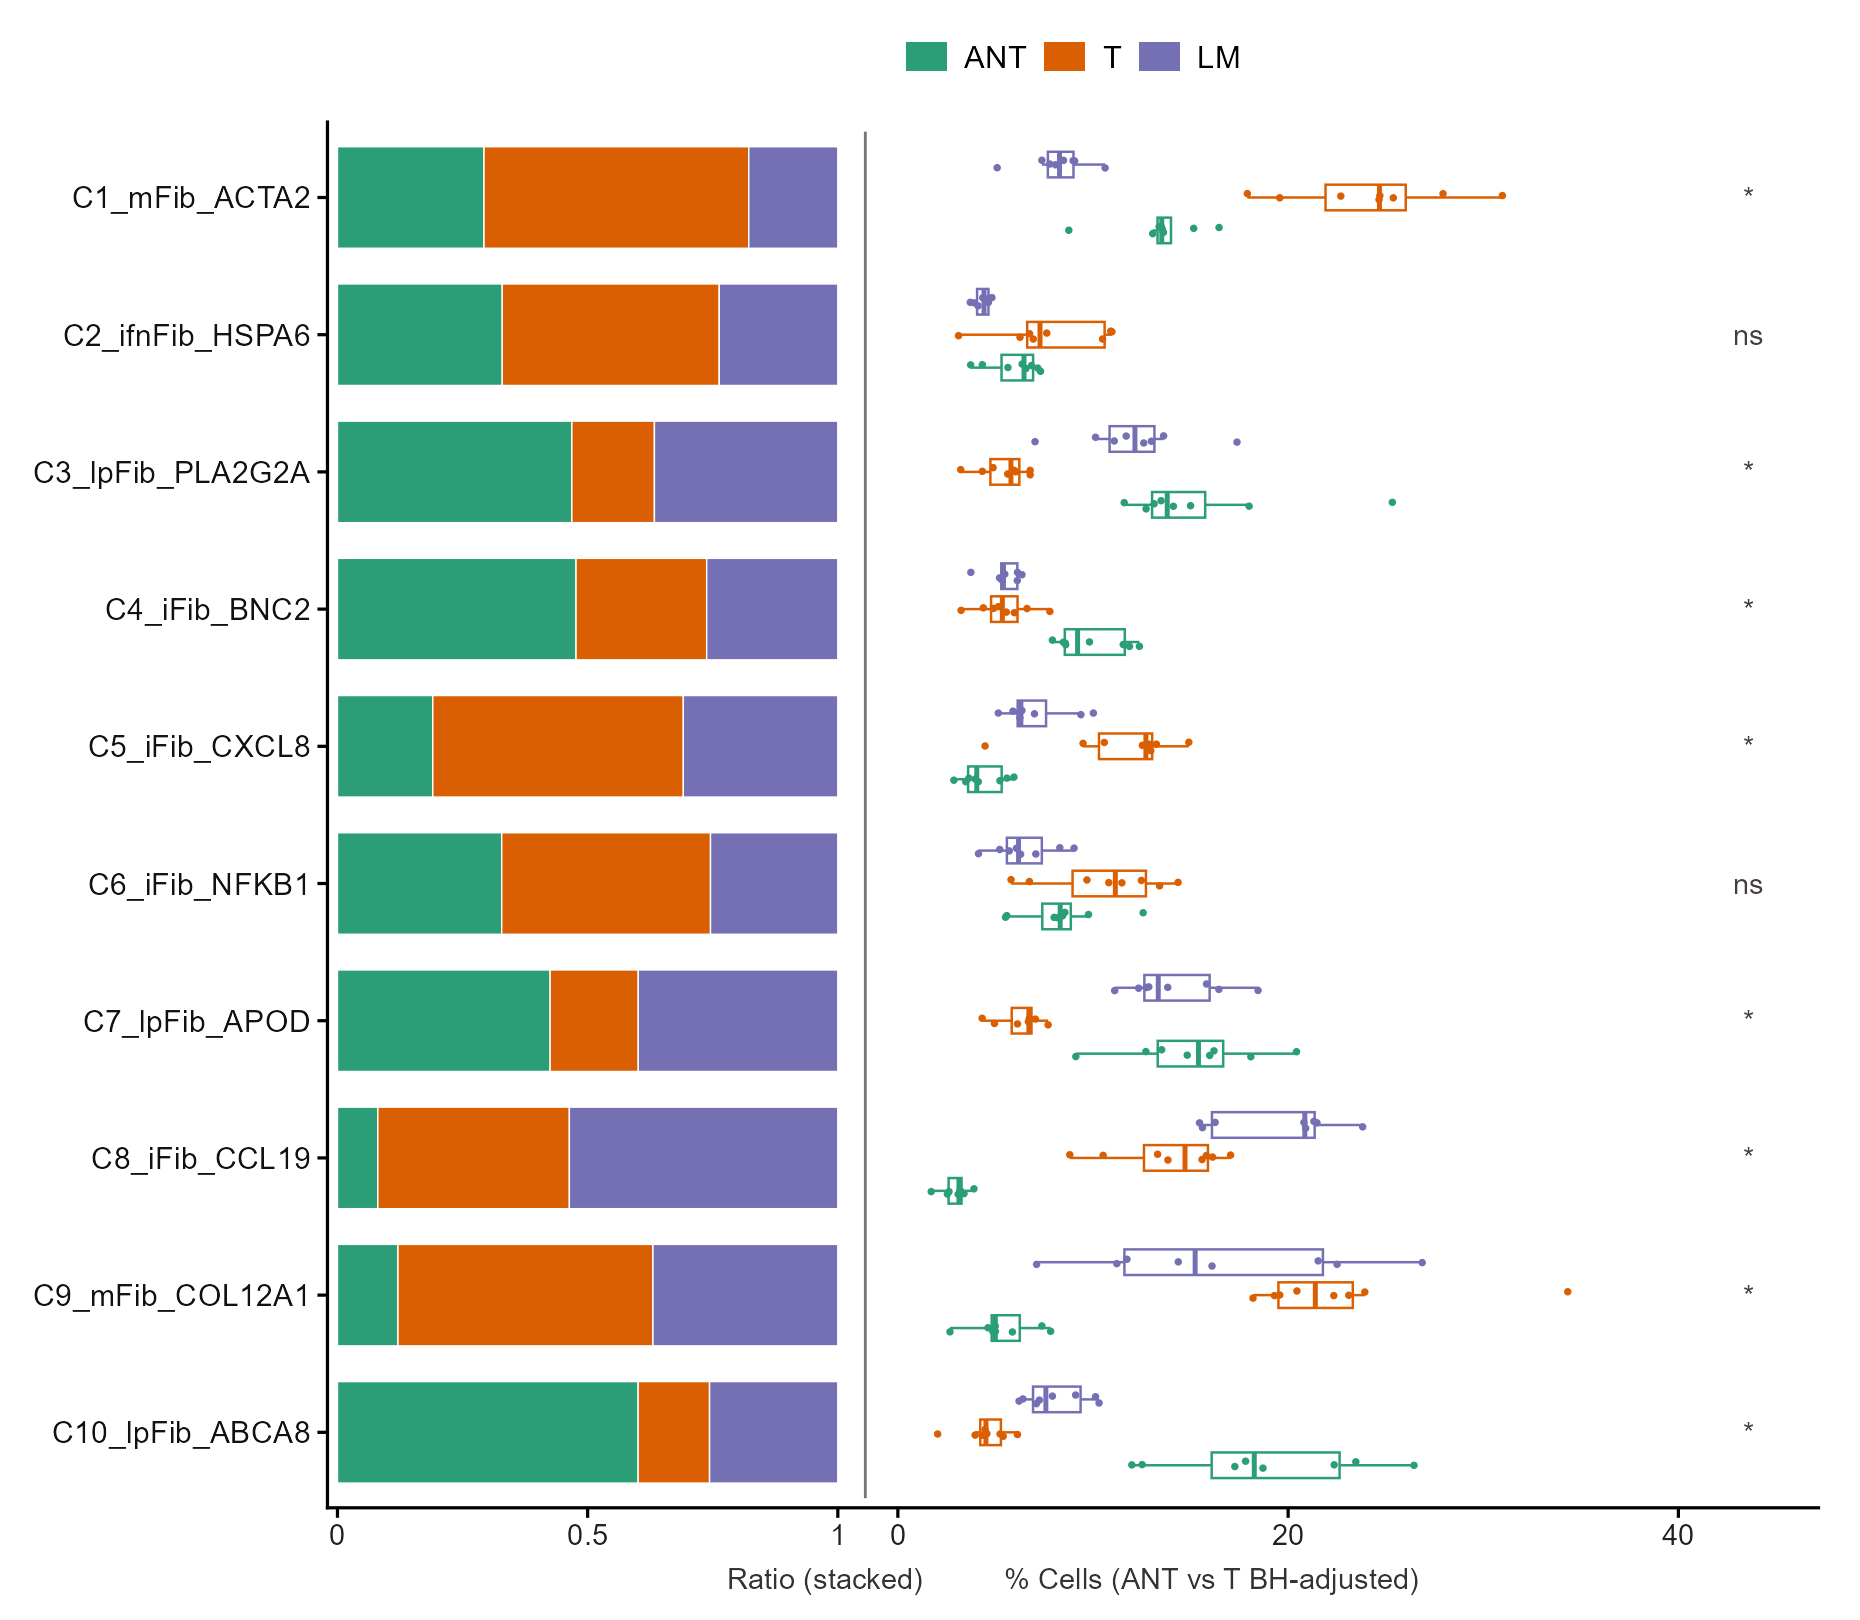 ANT T LM
C1_mFib_ACTA2 *
C2_ifnFib_HSPA6 ns
C3_lpFib_PLA2G2A *
C4_iFib_BNC2 *
C5_iFib_CXCL8 *
C6_iFib_NFKB1 ns
C7_lpFib_APOD *
C8_iFib_CCL19 *
C9_mFib_COL12A1 *
C10_lpFib_ABCA8 *
0 0.5 1 0 20 40
Ratio (stacked) % Cells (ANT vs T BH-adjusted)